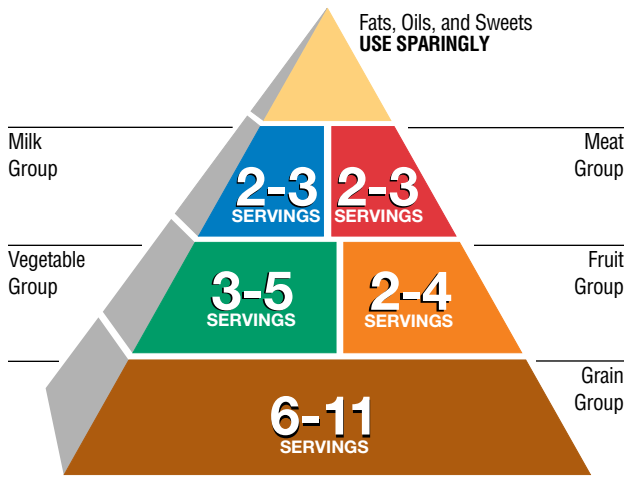 Fats, Oils, and Sweets
USE SPARINGLY
Milk
Group
Meat
Group
2-3
SERVINGS
2-3
SERVINGS
Vegetable
Group
Fruit
Group
3-5
SERVINGS
2-4
SERVINGS
Grain
Group
6-11
SERVINGS